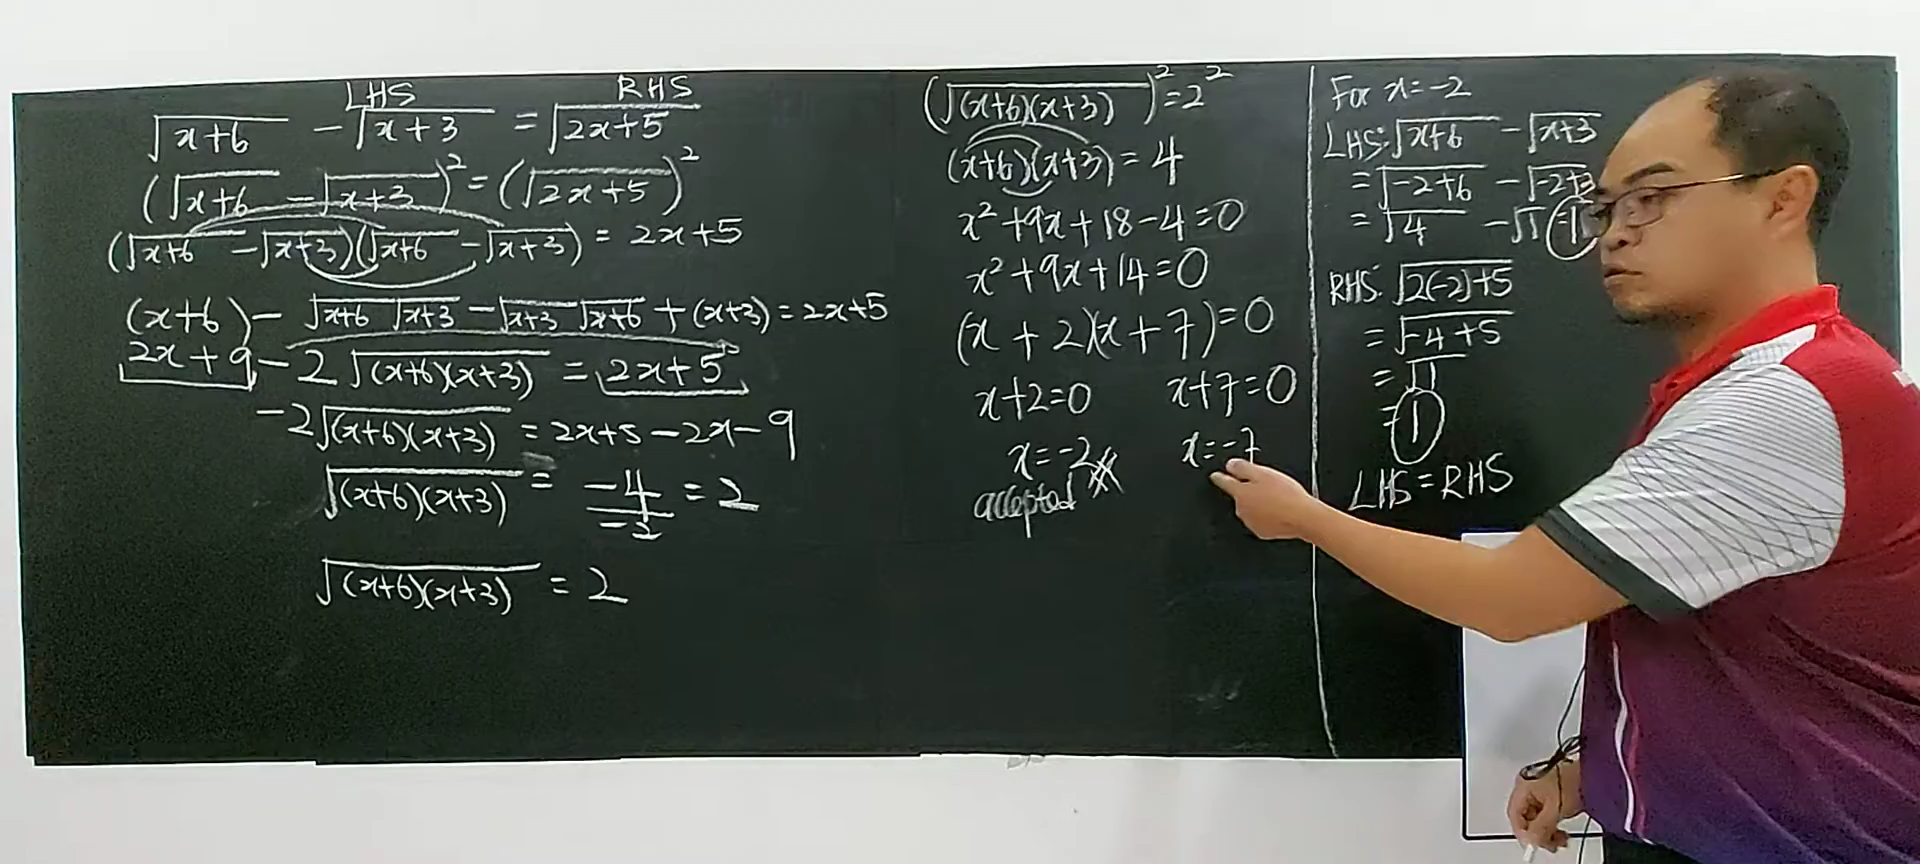 LHS RHS
√x+6 - √x+3 = √2x+5
(√x+6 - √x+3)² = (√2x+5)²
(√x+6 - √x+3)(√x+6 - √x+3) = 2x+5
(x+6) - √x+6 √x+3 - √x+3 √x+6 + (x+3) = 2x+5
2x+9 - 2√(x+6)(x+3) = 2x+5
-2√(x+6)(x+3) = 2x+5-2x-9
√(x+6)(x+3) = -4/-2 = 2
√(x+6)(x+3) = 2
(√(x+6)(x+3))² = 2²
(x+6)(x+3) = 4
x²+9x+18-4=0
x²+9x+14=0
(x+2)(x+7)=0
x+2=0 x+7=0
x=-2 x=-7
accepted
For x=-2
LHS: √x+6 - √x+3
= √-2+6 - √-2+3
= √4 - √1 =1
RHS: √2(-2)+5
= √-4+5
= √1
= 1
LHS = RHS